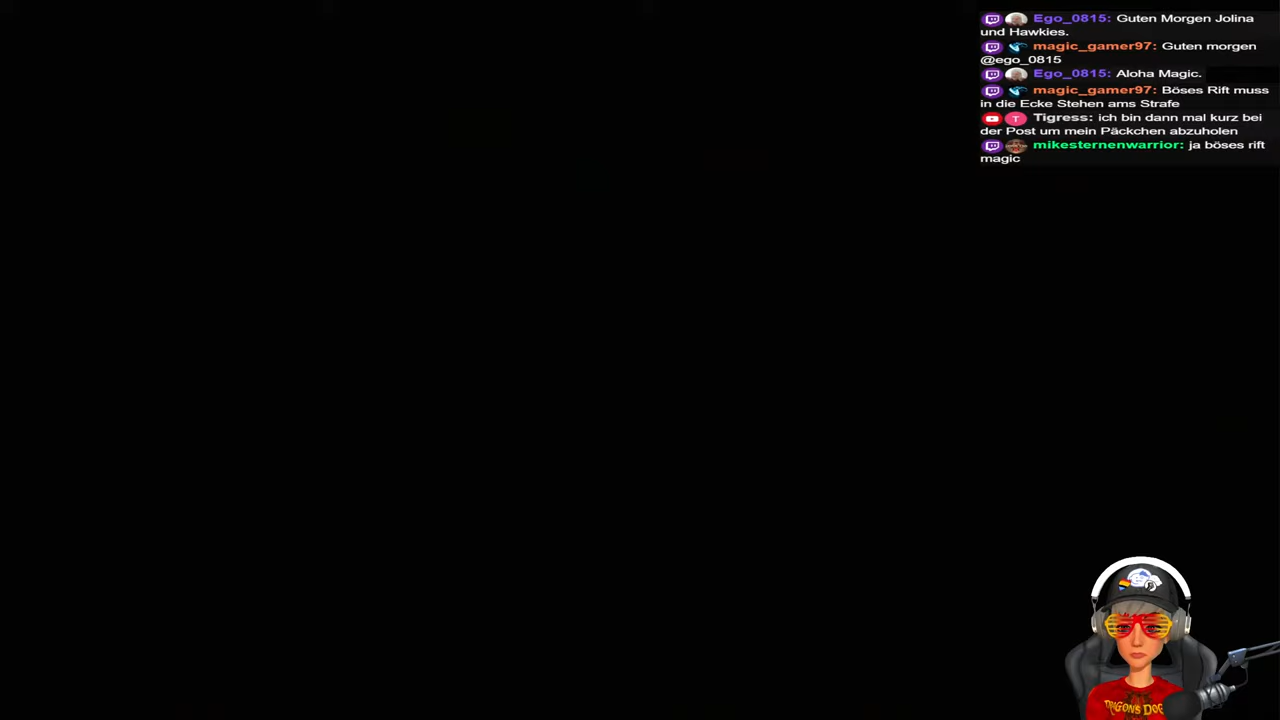 Ego_0815: Guten Morgen Jolina
und Hawkies.
magic_gamer97: Guten morgen
@ego_0815
Ego_0815: Aloha Magic.
magic_gamer97: Böses Rift muss
in die Ecke Stehen ams Strafe
T Tigress: ich bin dann mal kurz bei
der Post um mein Päckchen abzuholen
mikesternenwarrior: ja böses rift
magic
DRAGON'S DOG